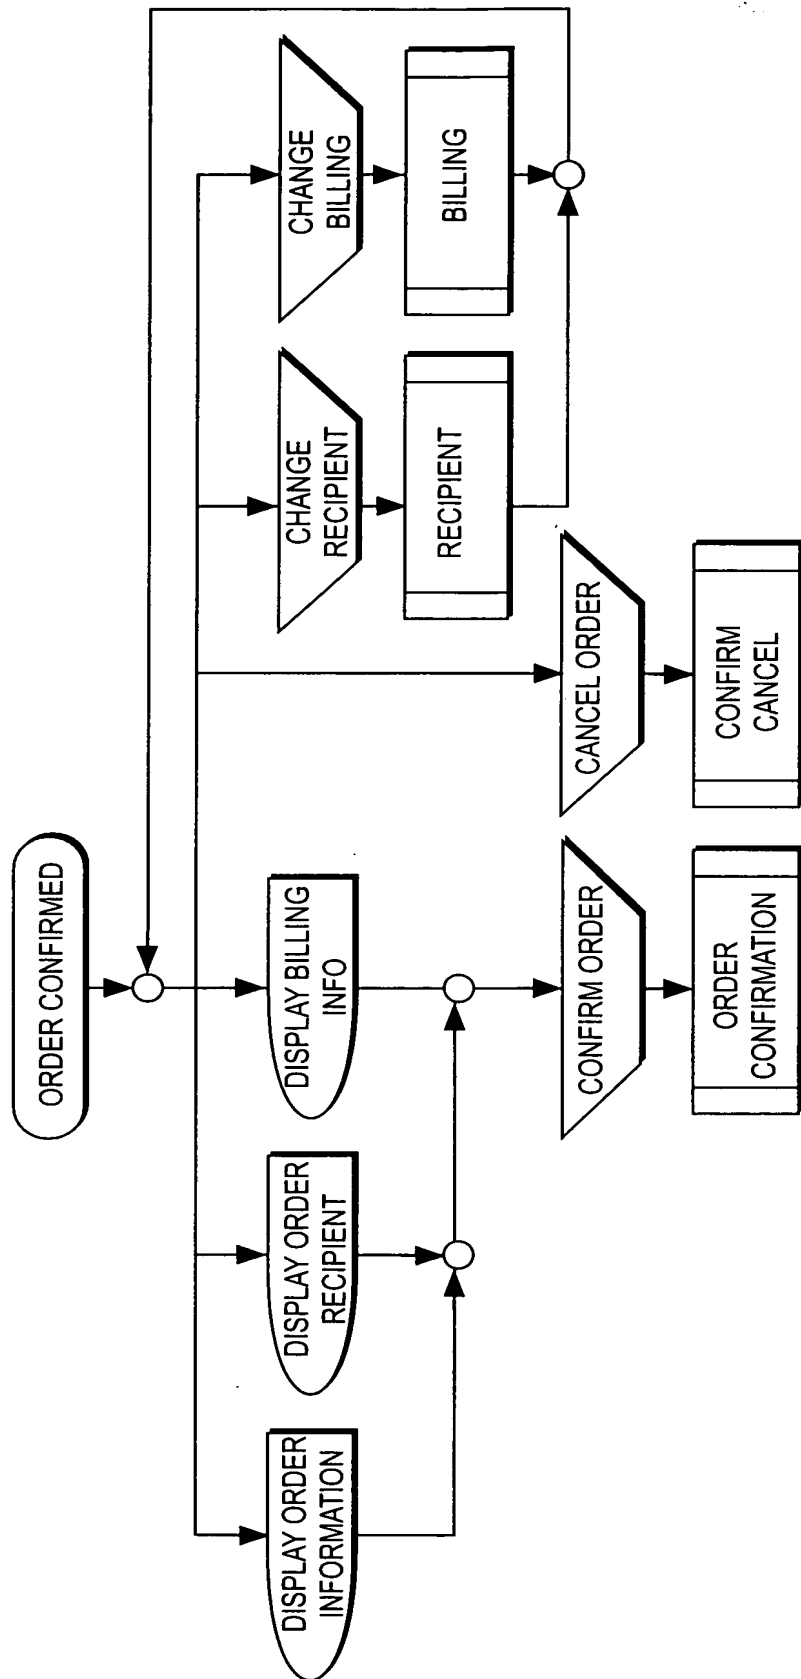 ORDER CONFIRMED
DISPLAY ORDER
INFORMATION
DISPLAY ORDER
RECIPIENT
DISPLAY BILLING
INFO
CHANGE
RECIPIENT
CHANGE
BILLING
RECIPIENT
BILLING
CONFIRM ORDER
CANCEL ORDER
ORDER
CONFIRMATION
CONFIRM
CANCEL